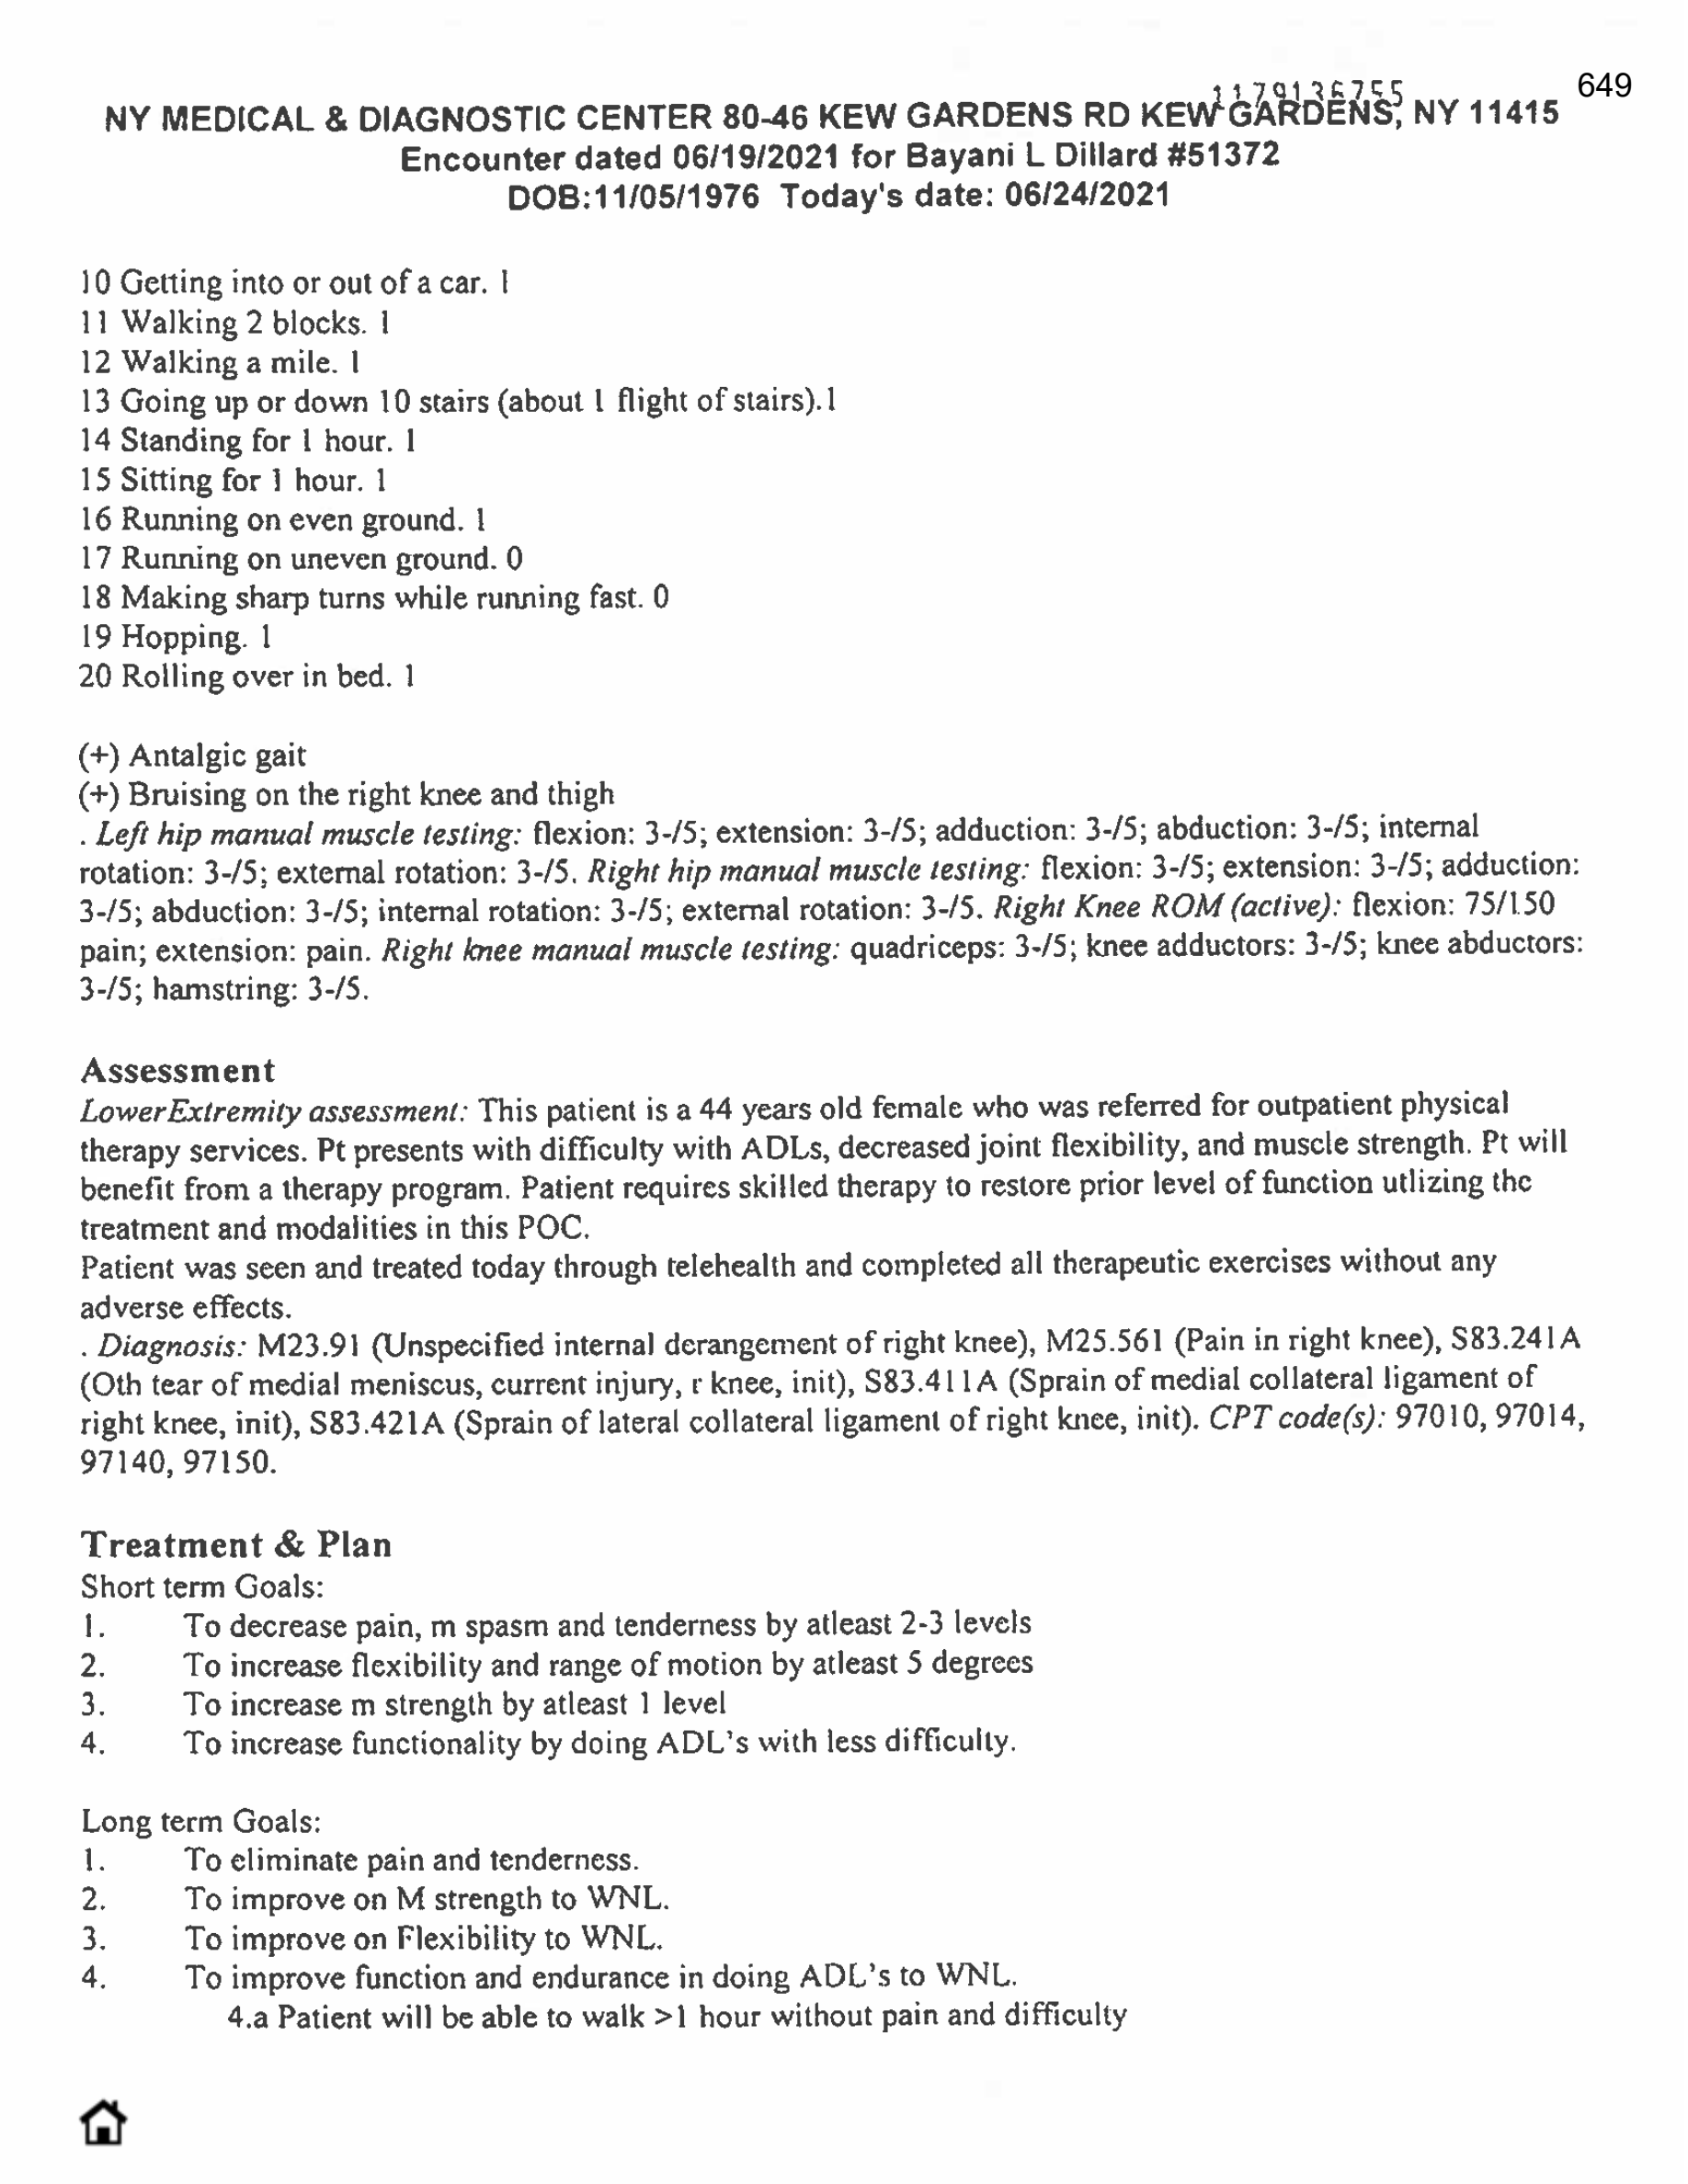 1179136755
649
NY MEDICAL & DIAGNOSTIC CENTER 80-46 KEW GARDENS RD KEW GARDENS, NY 11415
Encounter dated 06/19/2021 for Bayani L Dillard #51372
DOB:11/05/1976 Today's date: 06/24/2021
10 Getting into or out of a car. 1
11 Walking 2 blocks. 1
12 Walking a mile. 1
13 Going up or down 10 stairs (about 1 flight of stairs).1
14 Standing for 1 hour. 1
15 Sitting for 1 hour. 1
16 Running on even ground. 1
17 Running on uneven ground. 0
18 Making sharp turns while running fast. 0
19 Hopping. 1
20 Rolling over in bed. 1
(+) Antalgic gait
(+) Bruising on the right knee and thigh
. Left hip manual muscle testing: flexion: 3-/5; extension: 3-/5; adduction: 3-/5; abduction: 3-/5; internal
rotation: 3-/5; external rotation: 3-/5. Right hip manual muscle testing: flexion: 3-/5; extension: 3-/5; adduction:
3-/5; abduction: 3-/5; internal rotation: 3-/5; external rotation: 3-/5. Right Knee ROM (active): flexion: 75/150
pain; extension: pain. Right knee manual muscle testing: quadriceps: 3-/5; knee adductors: 3-/5; knee abductors:
3-/5; hamstring: 3-/5.
Assessment
LowerExtremity assessment: This patient is a 44 years old female who was referred for outpatient physical
therapy services. Pt presents with difficulty with ADLs, decreased joint flexibility, and muscle strength. Pt will
benefit from a therapy program. Patient requires skilled therapy to restore prior level of function utlizing the
treatment and modalities in this POC.
Patient was seen and treated today through telehealth and completed all therapeutic exercises without any
adverse effects.
. Diagnosis: M23.91 (Unspecified internal derangement of right knee), M25.561 (Pain in right knee), S83.241A
(Oth tear of medial meniscus, current injury, r knee, init), S83.411A (Sprain of medial collateral ligament of
right knee, init), S83.421A (Sprain of lateral collateral ligament of right knee, init). CPT code(s): 97010, 97014,
97140, 97150.
Treatment & Plan
Short term Goals:
1. To decrease pain, m spasm and tenderness by atleast 2-3 levels
2. To increase flexibility and range of motion by atleast 5 degrees
3. To increase m strength by atleast 1 level
4. To increase functionality by doing ADL's with less difficulty.
Long term Goals:
1. To eliminate pain and tenderness.
2. To improve on M strength to WNL.
3. To improve on Flexibility to WNL.
4. To improve function and endurance in doing ADL's to WNL.
4.a Patient will be able to walk >1 hour without pain and difficulty